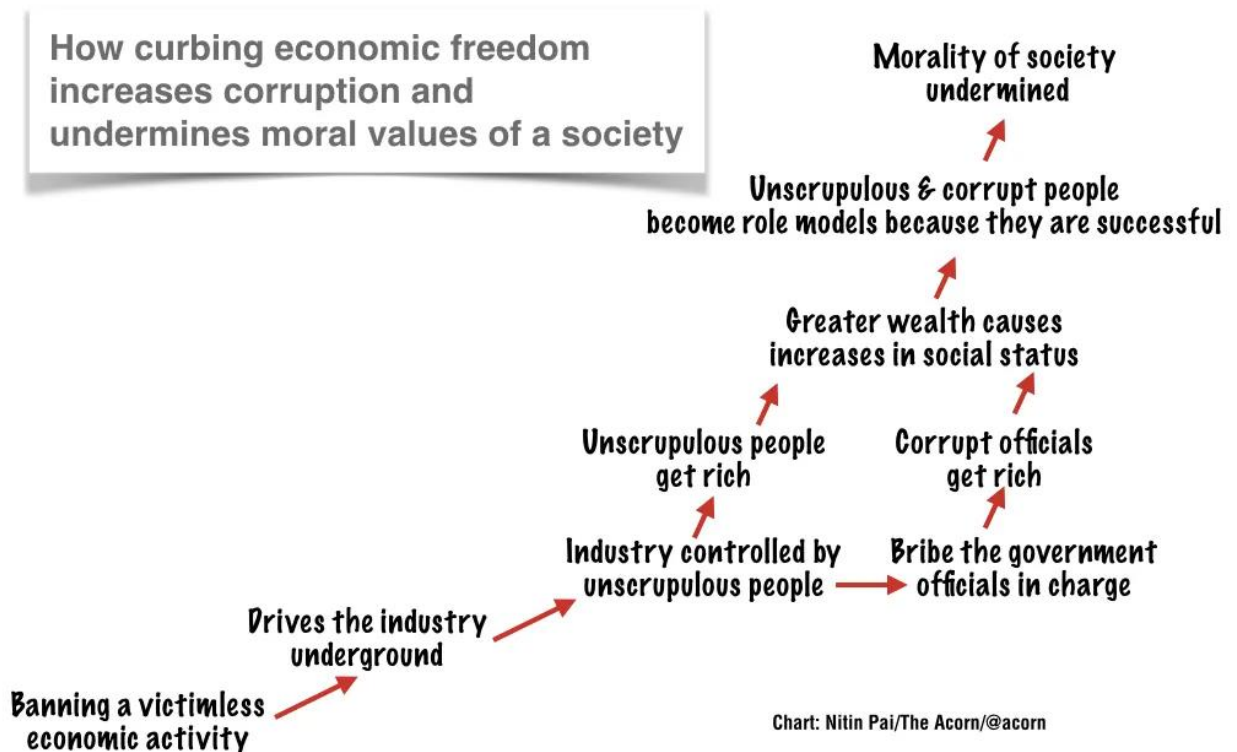 How curbing economic freedom
increases corruption and
undermines moral values of a society
Morality of society
undermined
Unscrupulous & corrupt people
become role models because they are successful
Greater wealth causes
increases in social status
Unscrupulous people
get rich
Corrupt officials
get rich
Industry controlled by
unscrupulous people
Bribe the government
officials in charge
Drives the industry
underground
Banning a victimless
economic activity
Chart: Nitin Pai/The Acorn/@acorn